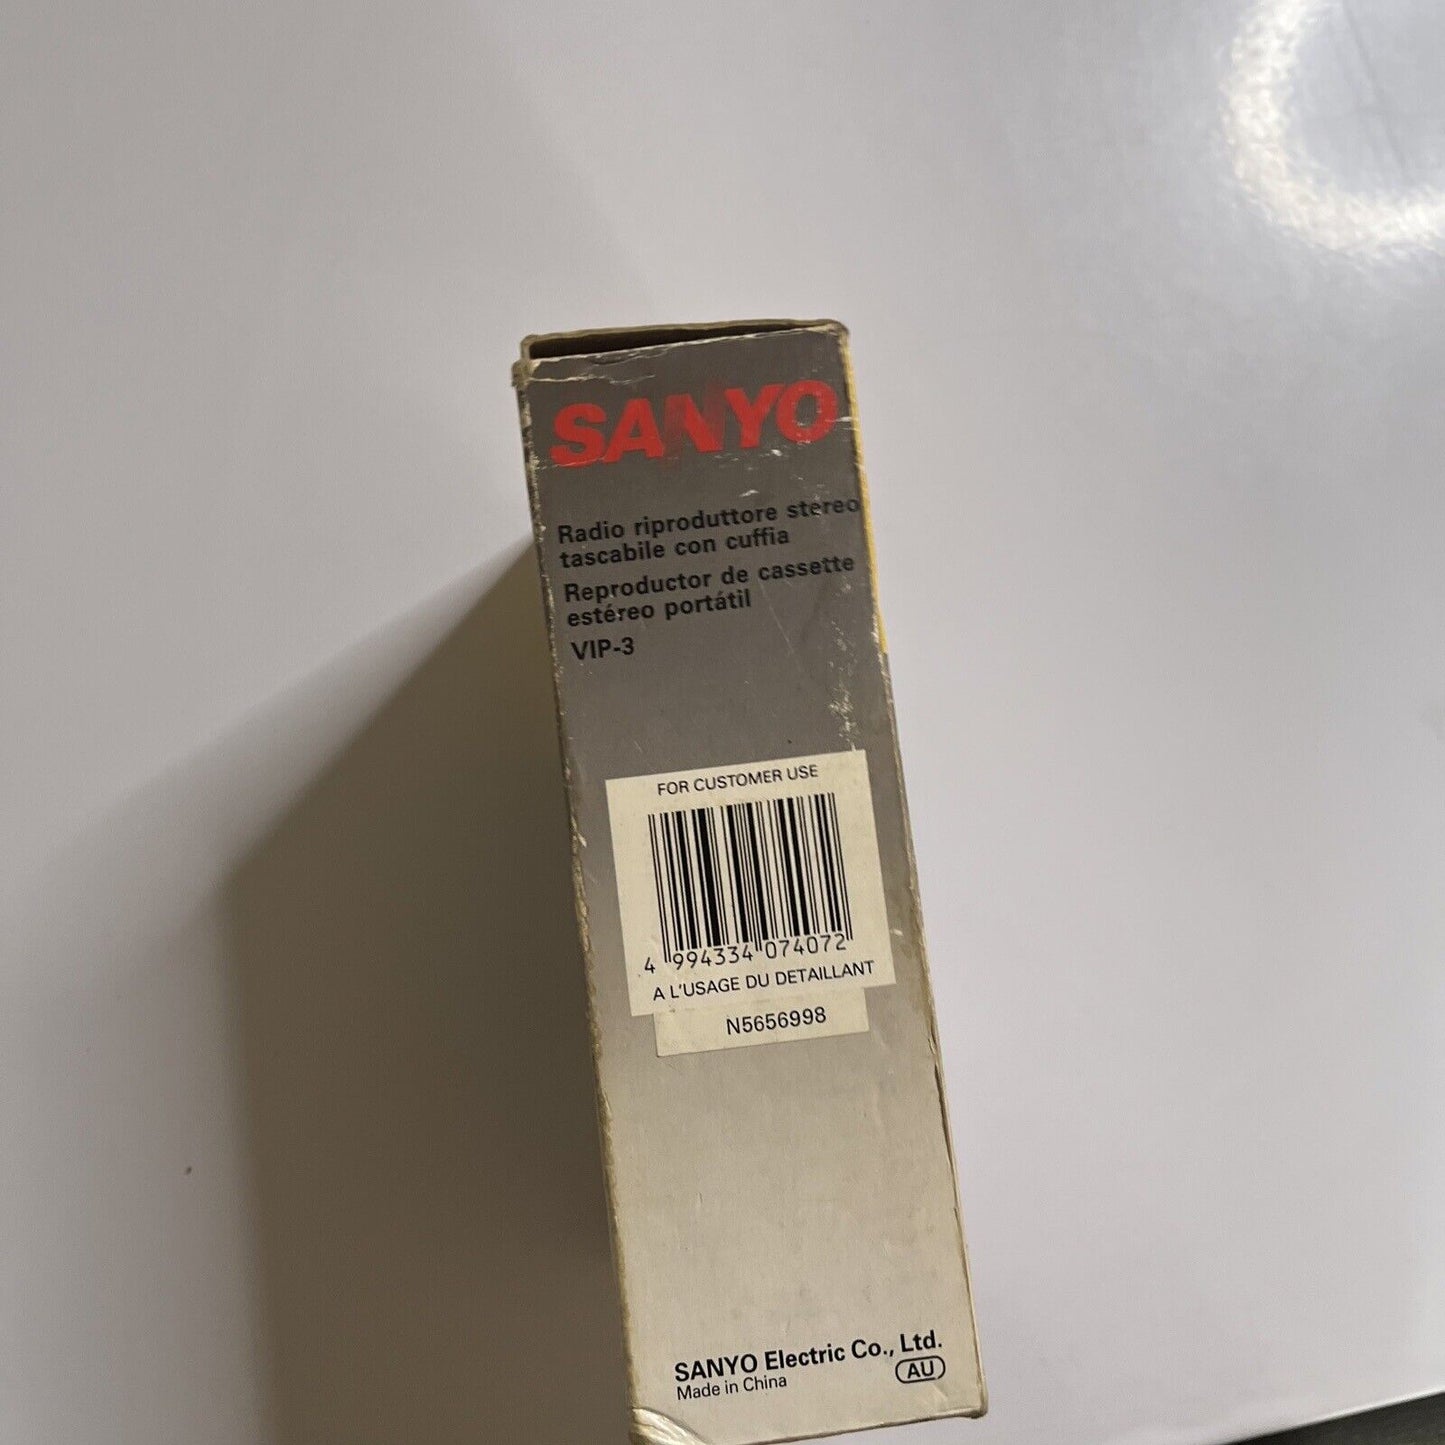 SANYO
Radio riproduttore stereo
tascabile con cuffia
Reproductor de cassette
estéreo portátil
VIP-3
FOR CUSTOMER USE
4 994334 074072
A L'USAGE DU DETAILLANT
N5656998
SANYO Electric Co., Ltd.
Made in China
AU